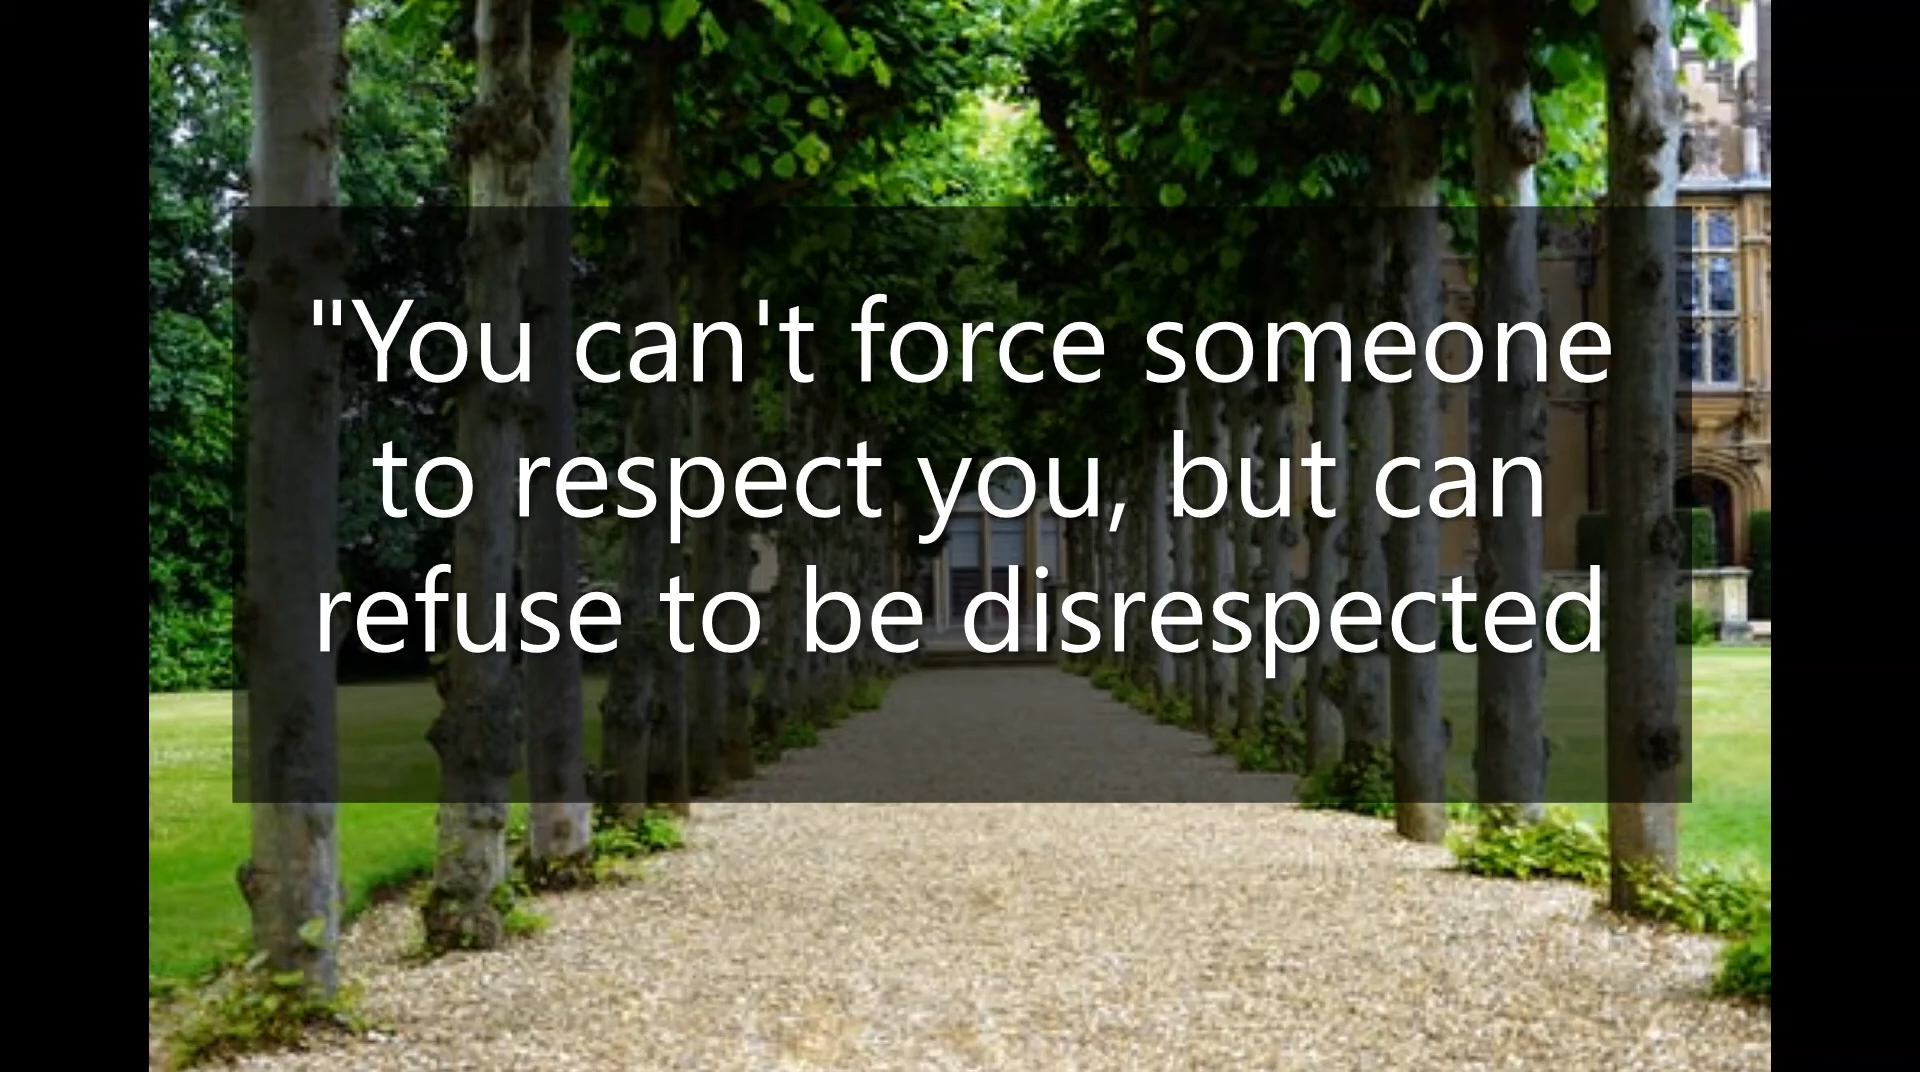 "You can't force someone
to respect you, but can
refuse to be disrespected